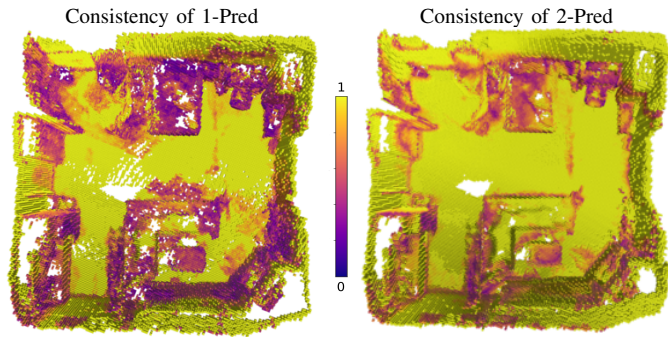 Consistency of 1-Pred
Consistency of 2-Pred
1
0